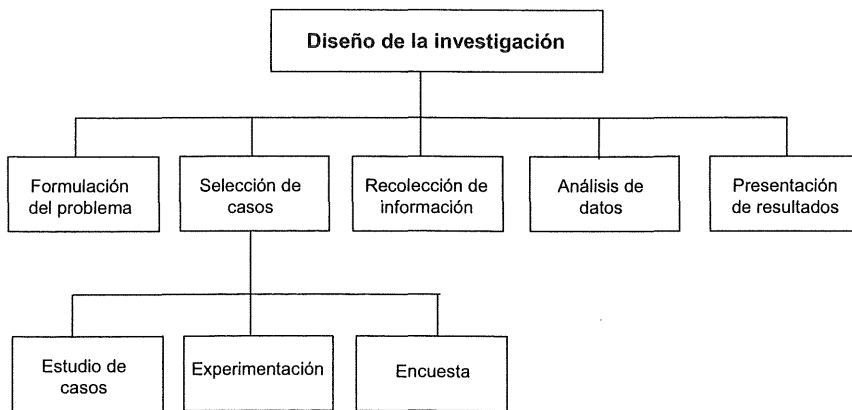 Diseño de la investigación
Formulación
del problema
Selección de
casos
Recolección de
información
Análisis de
datos
Presentación
de resultados
Estudio de
casos
Experimentación
Encuesta